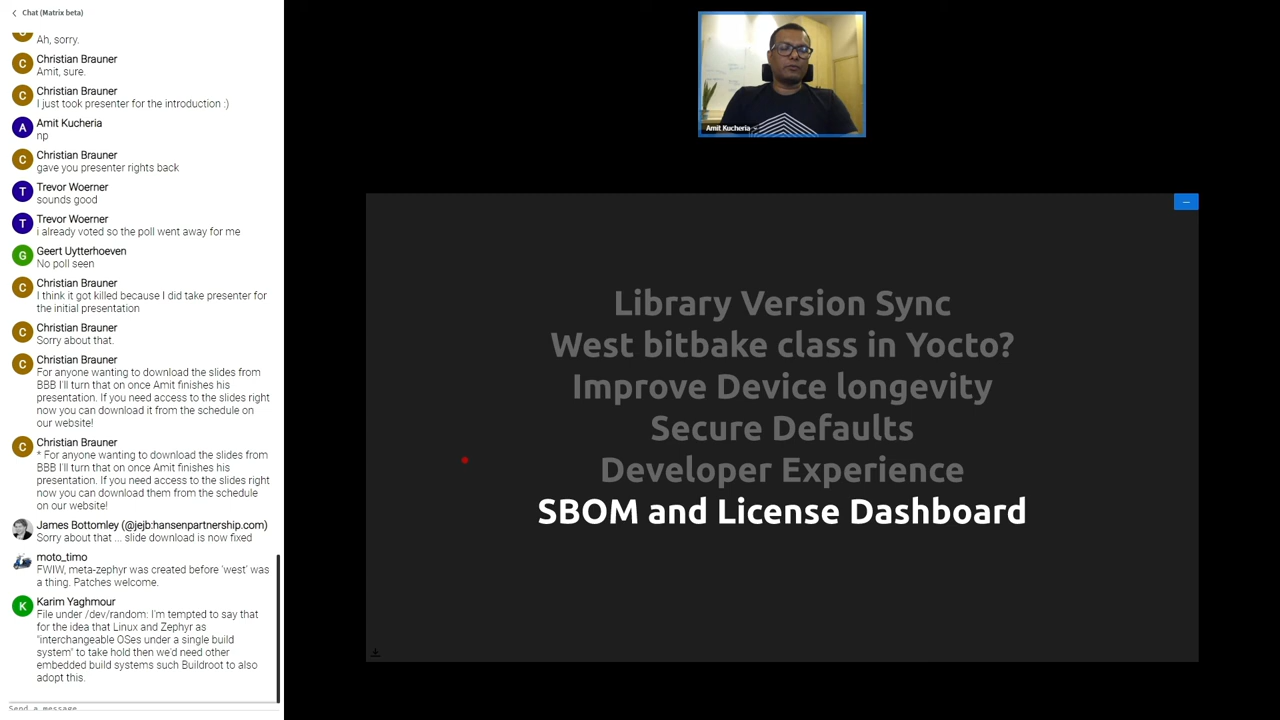 Chat (Matrix beta)
Ah, sorry.
Christian Brauner
Amit, sure.
Christian Brauner
I just took presenter for the introduction :)
Amit Kucheria
np
Christian Brauner
gave you presenter rights back
Trevor Woerner
sounds good
Trevor Woerner
i already voted so the poll went away for me
Geert Uytterhoeven
No poll seen
Christian Brauner
I think it got killed because I did take presenter for
the initial presentation
Christian Brauner
Sorry about that.
Christian Brauner
For anyone wanting to download the slides from
BBB I'll turn that on once Amit finishes his
presentation. If you need access to the slides right
now you can download it from the schedule on
our website!
Christian Brauner
* For anyone wanting to download the slides from
BBB I'll turn that on once Amit finishes his
presentation. If you need access to the slides right
now you can download them from the schedule
on our website!
James Bottomley (@jejb:hansenpartnership.com)
Sorry about that ... slide download is now fixed
moto_timo
FWIW, meta-zephyr was created before ‘west’ was
a thing. Patches welcome.
Karim Yaghmour
File under /dev/random: I'm tempted to say that
for the idea that Linux and Zephyr as
"interchangeable OSes under a single build
system" to take hold then we'd need other
embedded build systems such Buildroot to also
adopt this.
Send a message
C
C
A
C
T
T
G
C
C
C
C
K
Amit Kucheria
Library Version Sync
West bitbake class in Yocto?
Improve Device longevity
Secure Defaults
Developer Experience
SBOM and License Dashboard